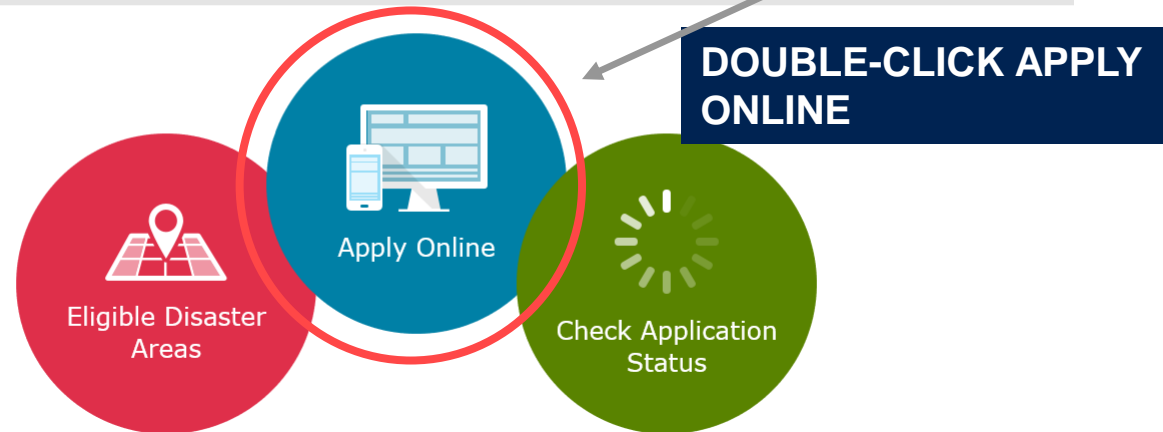 DOUBLE-CLICK APPLY
ONLINE
Apply Online
Eligible Disaster
Areas
Check Application
Status